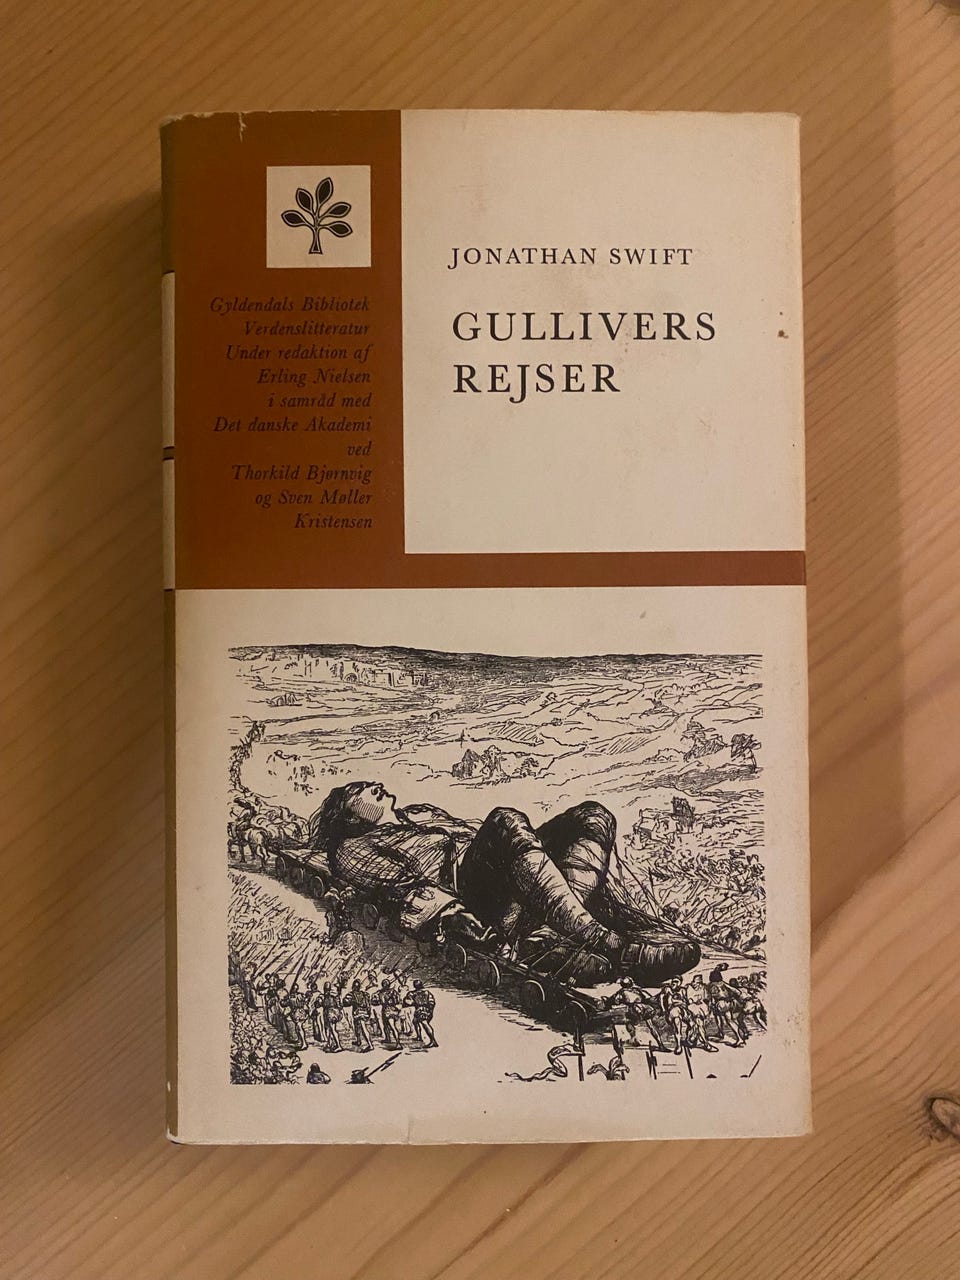 Gyldendals Bibliotek
Verdenslitteratur
Under redaktion af
Erling Nielsen
i samråd med
Det danske Akademi
ved
Thorkild Bjørnvig
og Sven Møller
Kristensen
JONATHAN SWIFT
GULLIVERS
REJSER